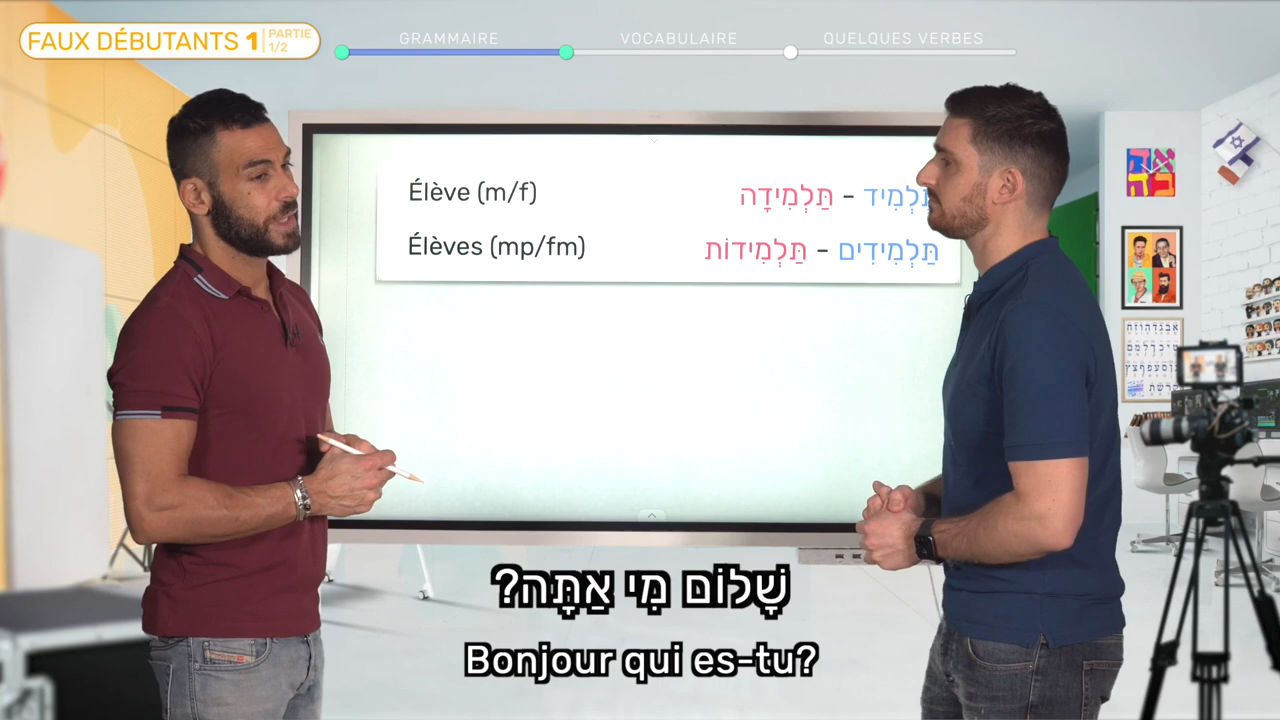 FAUX DÉBUTANTS 1 PARTIE 1/2
GRAMMAIRE
VOCABULAIRE
QUELQUES VERBES
Élève (m/f)
תַּלְמִיד - תַּלְמִידָה
Élèves (mp/fm)
תַּלְמִידִים - תַּלְמִידוֹת
שָׁלוֹם מִי אַתָּה?
Bonjour qui es-tu?